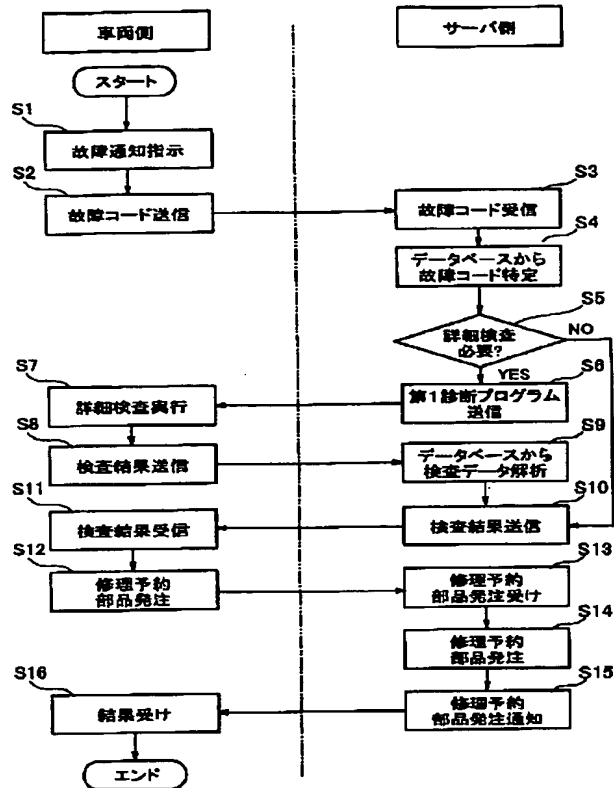 車両側
サーバ側
スタート
S1
故障通知指示
S2
故障コード送信
S3
故障コード受信
S4
データベースから
故障コード特定
S5
詳細検査
必要?
NO
YES
S6
第1診断プログラム
送信
S7
詳細検査実行
S8
検査結果送信
S9
データベースから
検査データ解析
S10
検査結果送信
S11
検査結果受信
S12
修理予約
部品発注
S13
修理予約
部品発注受け
S14
修理予約
部品発注
S15
修理予約
部品発注通知
S16
結果受け
エンド